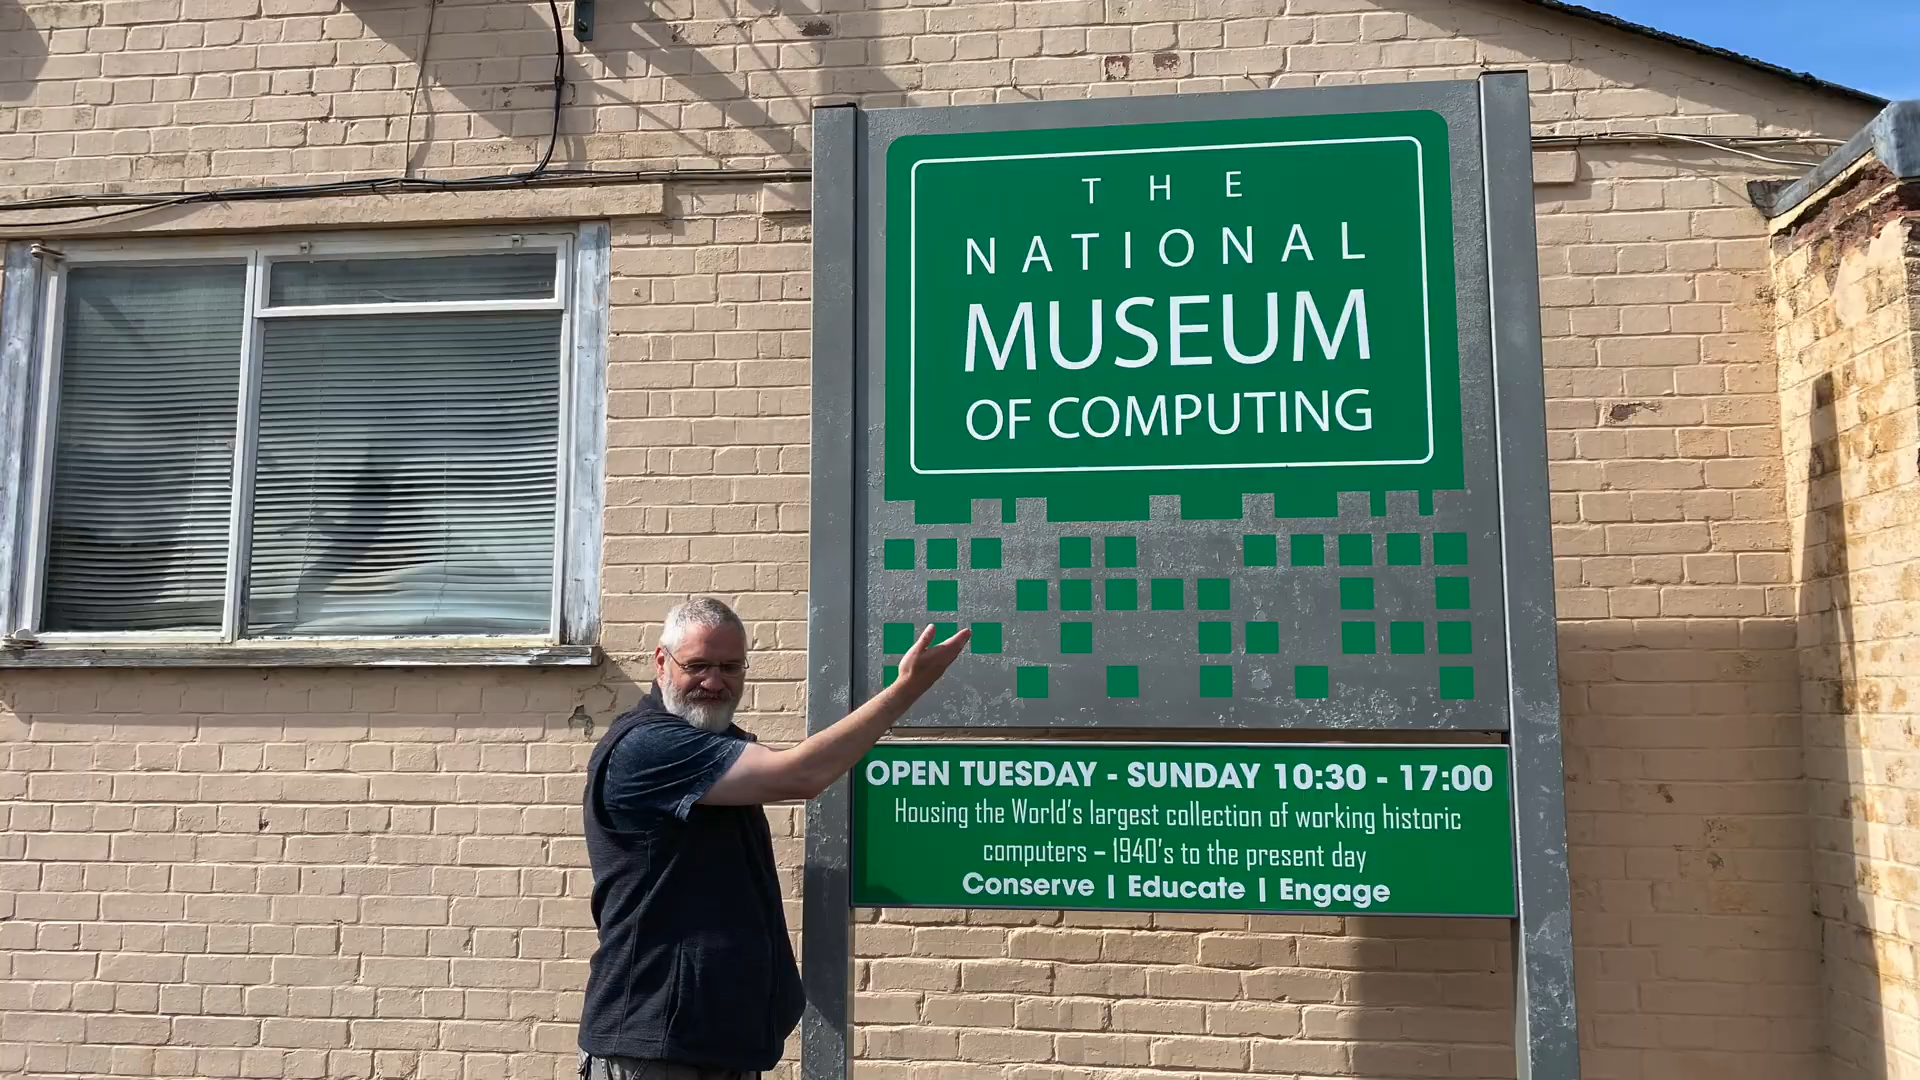 THE
NATIONAL
MUSEUM
OF COMPUTING
OPEN TUESDAY - SUNDAY 10:30 - 17:00
Housing the World's largest collection of working historic
computers – 1940's to the present day
Conserve | Educate | Engage